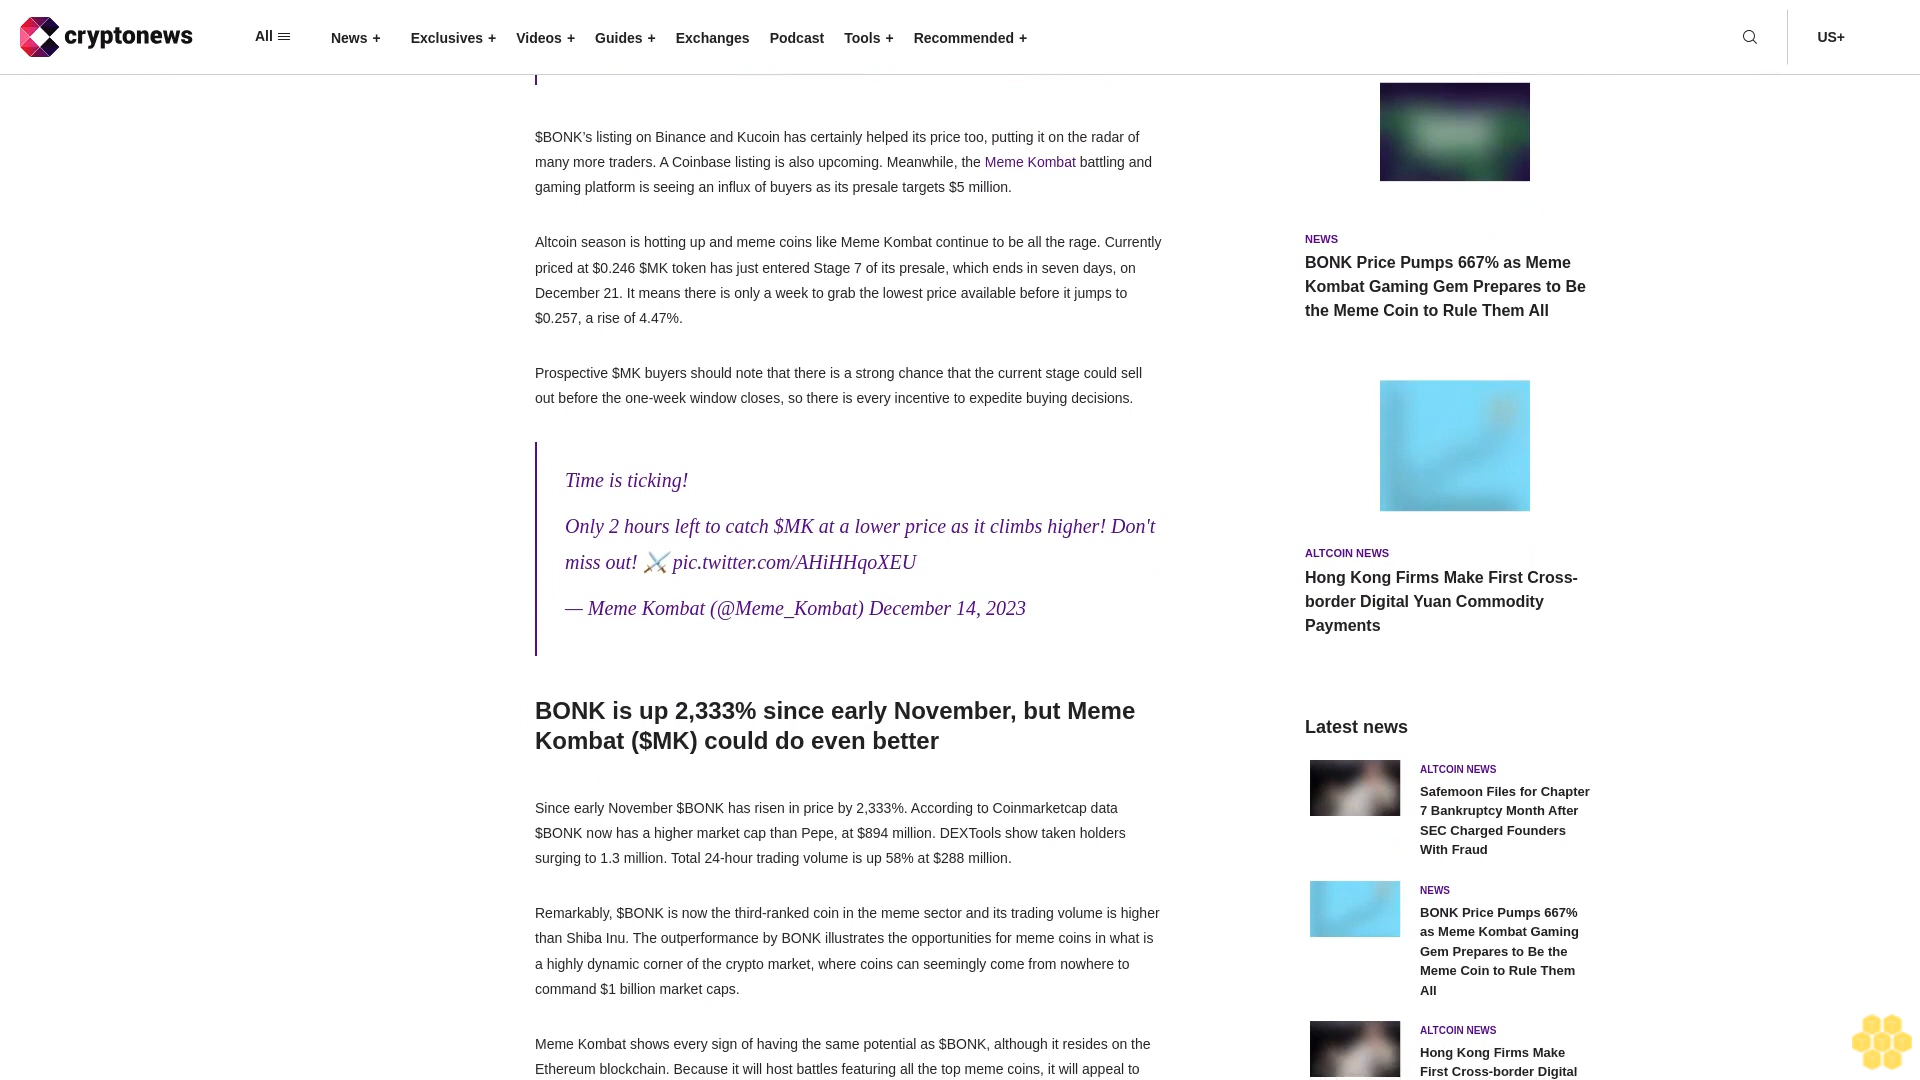 cryptonews
All
News +
Exclusives +
Videos +
Guides +
Exchanges
Podcast
Tools +
Recommended +
US+
$BONK’s listing on Binance and Kucoin has certainly helped its price too, putting it on the radar of
many more traders. A Coinbase listing is also upcoming. Meanwhile, the Meme Kombat battling and
gaming platform is seeing an influx of buyers as its presale targets $5 million.
Altcoin season is hotting up and meme coins like Meme Kombat continue to be all the rage. Currently
priced at $0.246 $MK token has just entered Stage 7 of its presale, which ends in seven days, on
December 21. It means there is only a week to grab the lowest price available before it jumps to
$0.257, a rise of 4.47%.
Prospective $MK buyers should note that there is a strong chance that the current stage could sell
out before the one-week window closes, so there is every incentive to expedite buying decisions.
Time is ticking!
Only 2 hours left to catch $MK at a lower price as it climbs higher! Don't
miss out! ⚔️ pic.twitter.com/AHiHHqoXEU
— Meme Kombat (@Meme_Kombat) December 14, 2023
BONK is up 2,333% since early November, but Meme
Kombat ($MK) could do even better
Since early November $BONK has risen in price by 2,333%. According to Coinmarketcap data
$BONK now has a higher market cap than Pepe, at $894 million. DEXTools show taken holders
surging to 1.3 million. Total 24-hour trading volume is up 58% at $288 million.
Remarkably, $BONK is now the third-ranked coin in the meme sector and its trading volume is higher
than Shiba Inu. The outperformance by BONK illustrates the opportunities for meme coins in what is
a highly dynamic corner of the crypto market, where coins can seemingly come from nowhere to
command $1 billion market caps.
Meme Kombat shows every sign of having the same potential as $BONK, although it resides on the
Ethereum blockchain. Because it will host battles featuring all the top meme coins, it will appeal to
NEWS
BONK Price Pumps 667% as Meme
Kombat Gaming Gem Prepares to Be
the Meme Coin to Rule Them All
ALTCOIN NEWS
Hong Kong Firms Make First Cross-
border Digital Yuan Commodity
Payments
Latest news
ALTCOIN NEWS
Safemoon Files for Chapter
7 Bankruptcy Month After
SEC Charged Founders
With Fraud
NEWS
BONK Price Pumps 667%
as Meme Kombat Gaming
Gem Prepares to Be the
Meme Coin to Rule Them
All
ALTCOIN NEWS
Hong Kong Firms Make
First Cross-border Digital